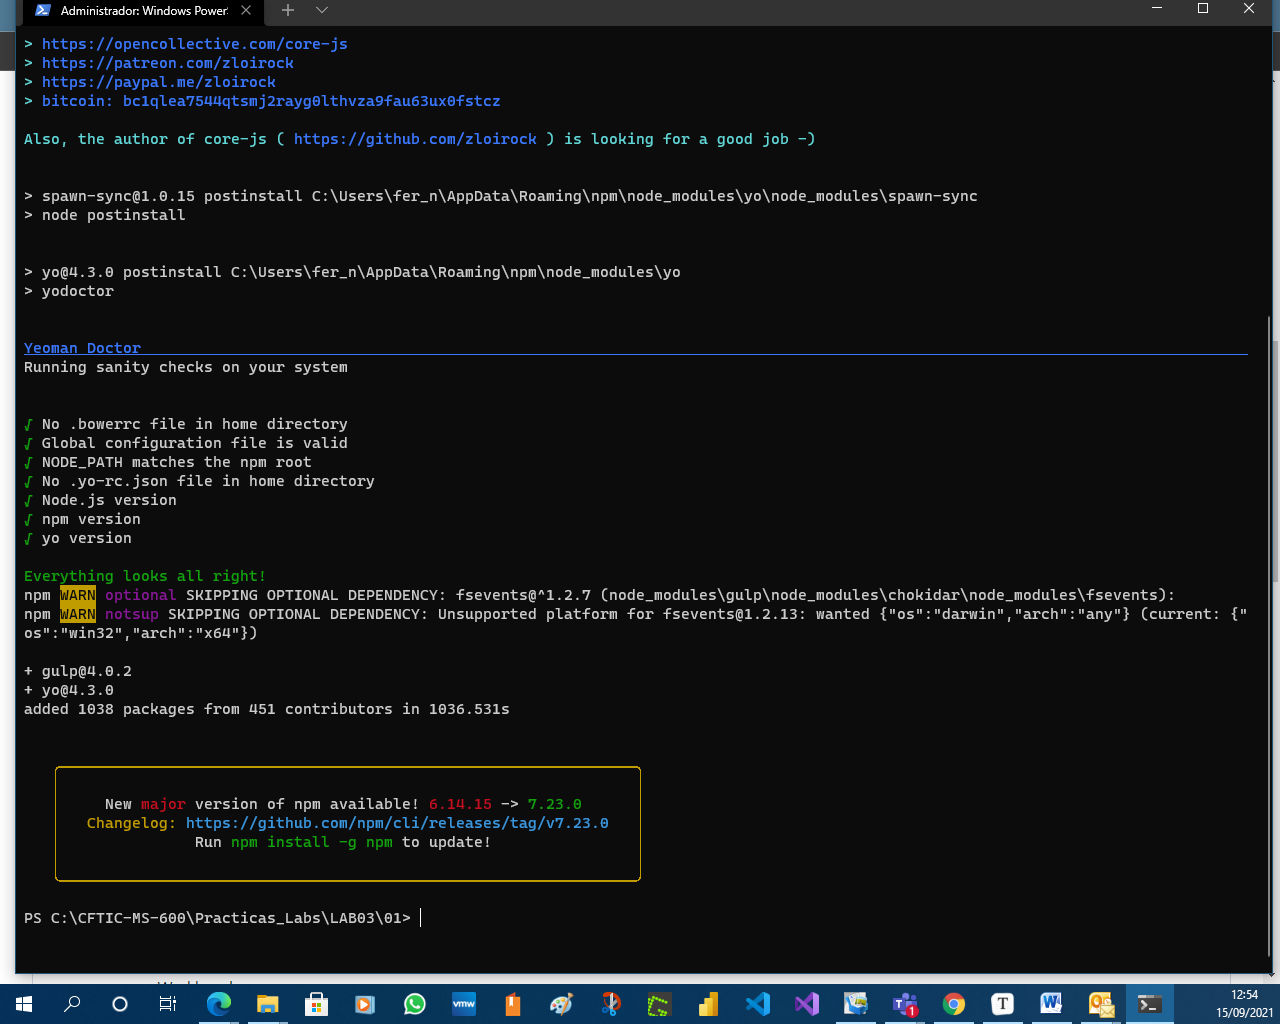 Administrador: Windows Power
> https://opencollective.com/core-js
> https://patreon.com/zloirock
> https://paypal.me/zloirock
> bitcoin: bc1qlea7544qtsmj2rayg0lthvza9fau63ux0fstcz
Also, the author of core-js ( https://github.com/zloirock ) is looking for a good job -)
> spawn-sync@1.0.15 postinstall C:\Users\fer_n\AppData\Roaming\npm\node_modules\yo\node_modules\spawn-sync
> node postinstall
> yo@4.3.0 postinstall C:\Users\fer_n\AppData\Roaming\npm\node_modules\yo
> yodoctor
Yeoman Doctor
Running sanity checks on your system
√ No .bowerrc file in home directory
√ Global configuration file is valid
√ NODE_PATH matches the npm root
√ No .yo-rc.json file in home directory
√ Node.js version
√ npm version
√ yo version
Everything looks all right!
npm WARN optional SKIPPING OPTIONAL DEPENDENCY: fsevents@^1.2.7 (node_modules\gulp\node_modules\chokidar\node_modules\fsevents):
npm WARN notsup SKIPPING OPTIONAL DEPENDENCY: Unsupported platform for fsevents@1.2.13: wanted {"os":"darwin","arch":"any"} (current: {"
os":"win32","arch":"x64"})
+ gulp@4.0.2
+ yo@4.3.0
added 1038 packages from 451 contributors in 1036.531s
New major version of npm available! 6.14.15 -> 7.23.0
Changelog: https://github.com/npm/cli/releases/tag/v7.23.0
Run npm install -g npm to update!
PS C:\CFTIC-MS-600\Practicas_Labs\LAB03\01>
vmw
1
T
12:54
15/09/2021